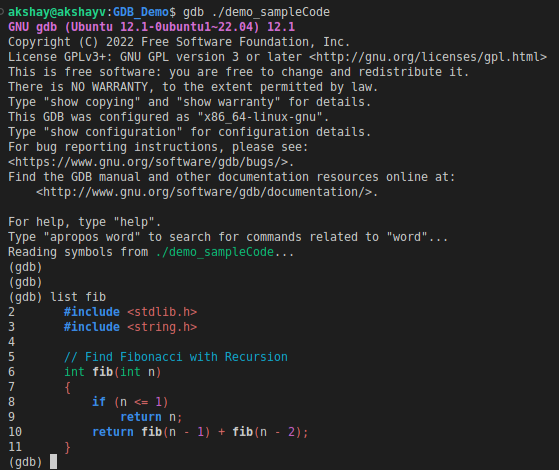 akshay@akshayv:GDB_Demo$ gdb ./demo_sampleCode
GNU gdb (Ubuntu 12.1-0ubuntu1~22.04) 12.1
Copyright (C) 2022 Free Software Foundation, Inc.
License GPLv3+: GNU GPL version 3 or later <http://gnu.org/licenses/gpl.html>
This is free software: you are free to change and redistribute it.
There is NO WARRANTY, to the extent permitted by law.
Type "show copying" and "show warranty" for details.
This GDB was configured as "x86_64-linux-gnu".
Type "show configuration" for configuration details.
For bug reporting instructions, please see:
<https://www.gnu.org/software/gdb/bugs/>.
Find the GDB manual and other documentation resources online at:
    <http://www.gnu.org/software/gdb/documentation/>.

For help, type "help".
Type "apropos word" to search for commands related to "word"...
Reading symbols from ./demo_sampleCode...
(gdb)
(gdb)
(gdb) list fib
2       #include <stdlib.h>
3       #include <string.h>
4
5       // Find Fibonacci with Recursion
6       int fib(int n)
7       {
8           if (n <= 1)
9               return n;
10          return fib(n - 1) + fib(n - 2);
11      }
(gdb)